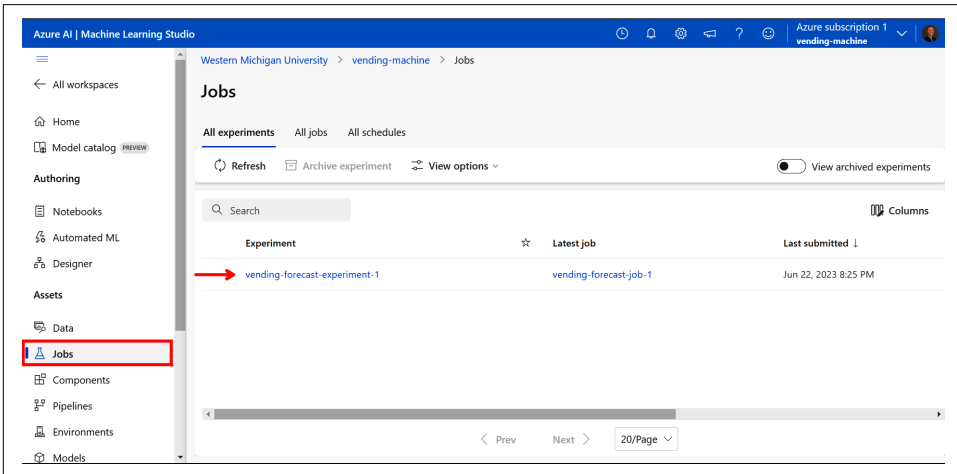 Azure AI | Machine Learning Studio
Azure subscription 1
vending-machine
All workspaces
Home
Model catalog PREVIEW
Authoring
Notebooks
Automated ML
Designer
Assets
Data
Jobs
Components
Pipelines
Environments
Models
Western Michigan University > vending-machine > Jobs
Jobs
All experiments All jobs All schedules
Refresh Archive experiment View options View archived experiments
Search Columns
Experiment Latest job Last submitted ↓
vending-forecast-experiment-1 vending-forecast-job-1 Jun 22, 2023 8:25 PM
< Prev Next > 20/Page